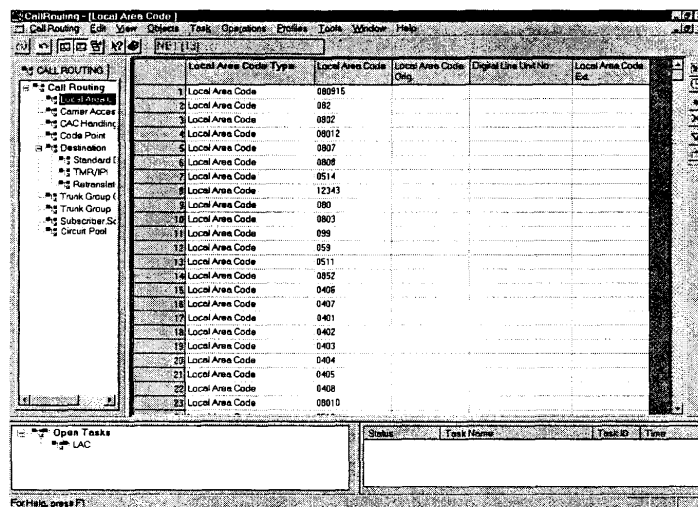 CallRouting - [Local Area Code]
Call Routing Edit View Objects Task Operations Profiles Tools Window Help
NE1 [13]
CALL ROUTING
Call Routing
Local Area C
Carrier Acces
CAC Handling
Code Point
Destination
Standard D
TMR/IPI
Retranslat
Trunk Group (
Trunk Group
Subscriber.Sc
Circuit Pool
Local Area Code Type Local Area Code Local Area Code Orig. Digital Line Unit No Local Area Code Ext.
1 Local Area Code 080915
2 Local Area Code 082
3 Local Area Code 0802
4 Local Area Code 08012
5 Local Area Code 0807
6 Local Area Code 0808
7 Local Area Code 0514
8 Local Area Code 12343
9 Local Area Code 080
10 Local Area Code 0803
11 Local Area Code 099
12 Local Area Code 059
13 Local Area Code 0511
14 Local Area Code 0852
15 Local Area Code 0406
16 Local Area Code 0407
17 Local Area Code 0401
18 Local Area Code 0402
19 Local Area Code 0403
20 Local Area Code 0404
21 Local Area Code 0405
22 Local Area Code 0408
23 Local Area Code 08010
Open Tasks
LAC
Status Task Name Task ID Time
For Help, press F1